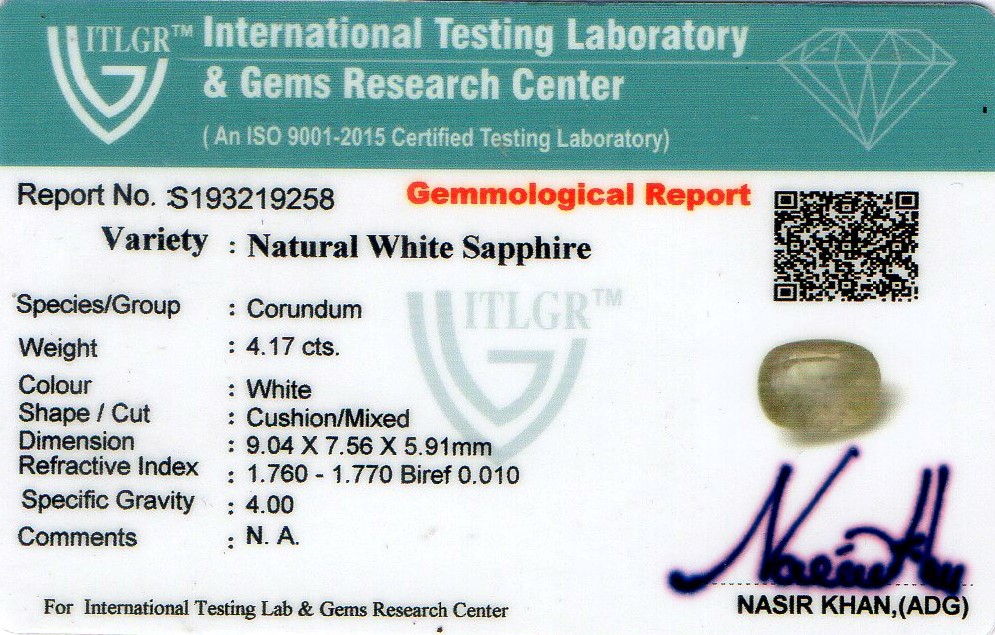 ITLGR™ International Testing Laboratory
& Gems Research Center
( An ISO 9001-2015 Certified Testing Laboratory)
Report No. :S193219258 Gemmological Report
Variety : Natural White Sapphire
ITLGR™
Species/Group : Corundum
Weight : 4.17 cts.
Colour : White
Shape / Cut : Cushion/Mixed
Dimension : 9.04 X 7.56 X 5.91mm
Refractive Index : 1.760 - 1.770 Biref 0.010
Specific Gravity : 4.00
Comments : N. A.
For International Testing Lab & Gems Research Center
NASIR KHAN,(ADG)